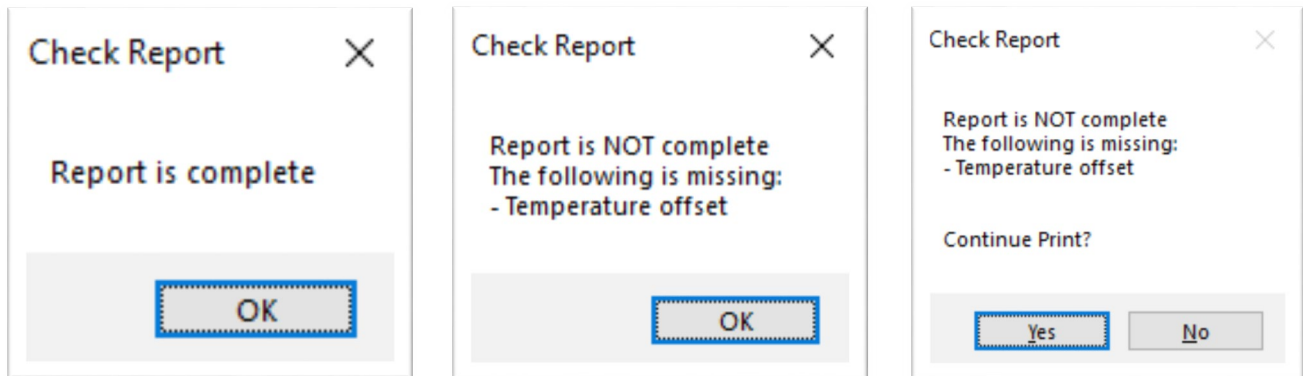 Check Report
Report is complete
OK
Check Report
Report is NOT complete
The following is missing:
- Temperature offset
OK
Check Report
Report is NOT complete
The following is missing:
- Temperature offset
Continue Print?
Yes
No